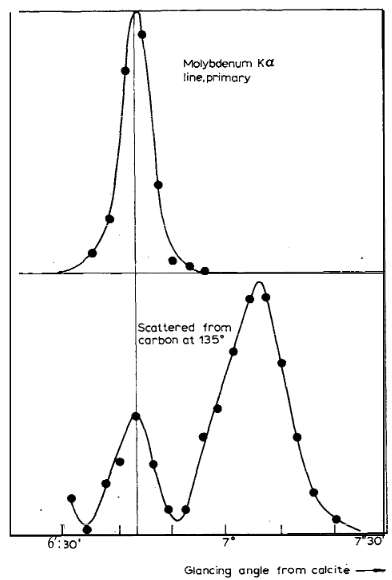 Molybdenum Kα
line, primary
Scattered from
carbon at 135°
6°30' 7° 7°30'
Glancing angle from calcite